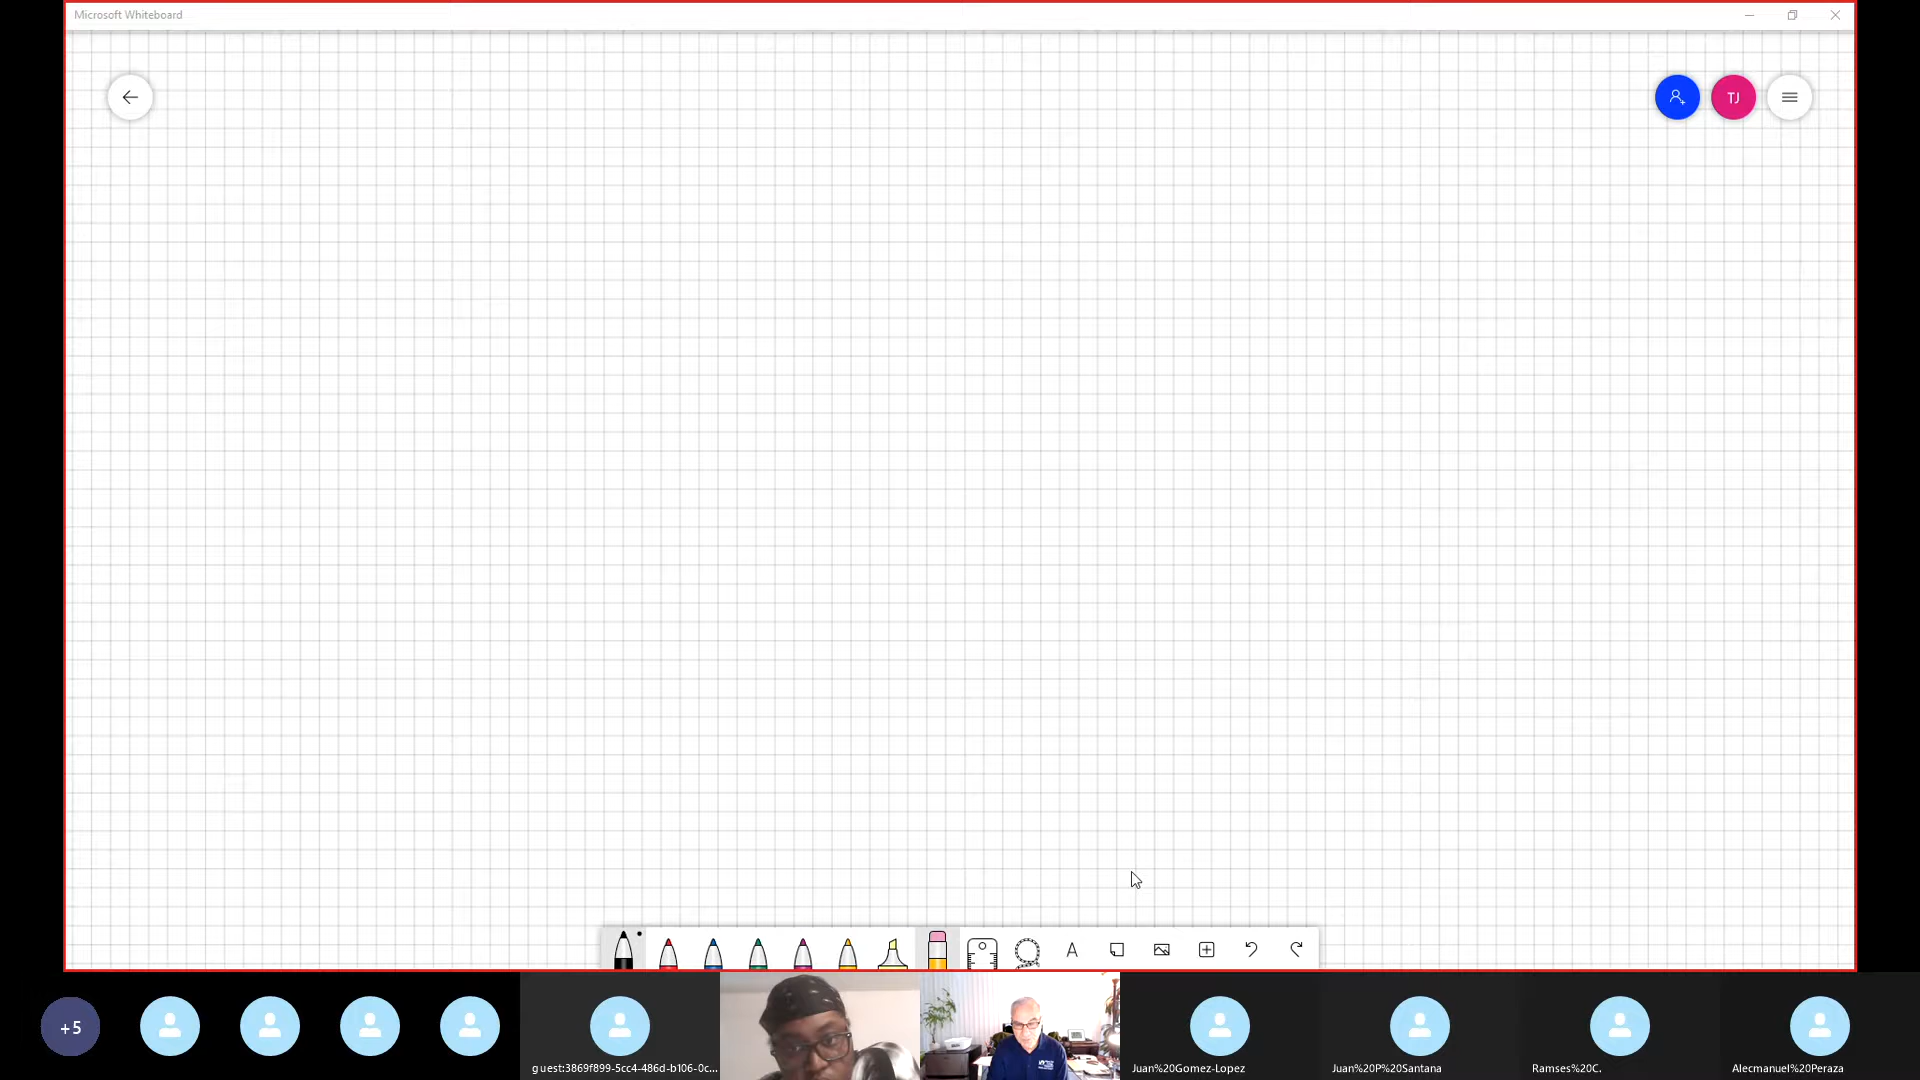 Microsoft Whiteboard
TJ
A
+5
guest:3869f899-5cc4-486d-b106-0c...
Juan%20Gomez-Lopez
Juan%20P%20Santana
Ramses%20C.
Alecmanuel%20Peraza